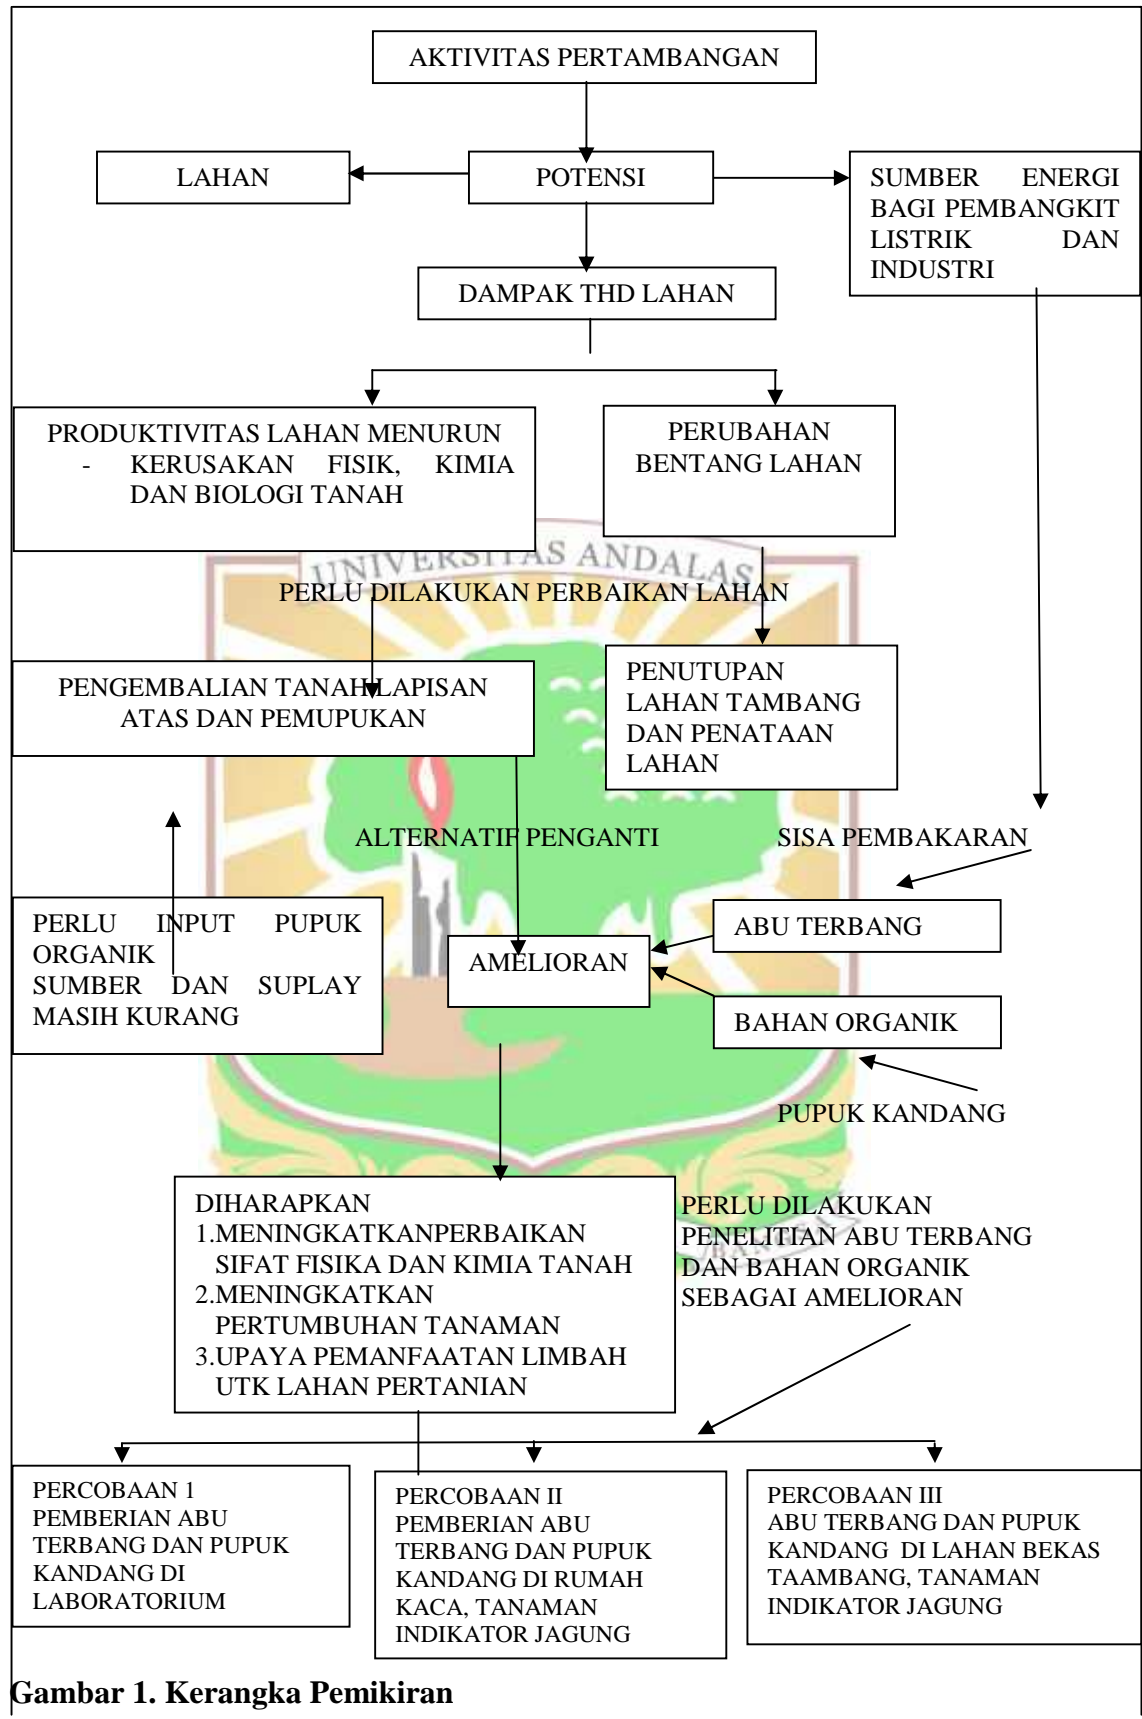 AKTIVITAS PERTAMBANGAN
LAHAN
POTENSI
SUMBER ENERGI
BAGI PEMBANGKIT
LISTRIK DAN
INDUSTRI
DAMPAK THD LAHAN
PRODUKTIVITAS LAHAN MENURUN
- KERUSAKAN FISIK, KIMIA
DAN BIOLOGI TANAH
PERUBAHAN
BENTANG LAHAN
UNIVERSITAS ANDALAS
PERLU DILAKUKAN PERBAIKAN LAHAN
PENGEMBALIAN TANAH LAPISAN
ATAS DAN PEMUPUKAN
PENUTUPAN
LAHAN TAMBANG
DAN PENATAAN
LAHAN
ALTERNATIF PENGANTI
SISA PEMBAKARAN
PERLU INPUT PUPUK
ORGANIK
SUMBER DAN SUPLAY
MASIH KURANG
AMELIORAN
ABU TERBANG
BAHAN ORGANIK
PUPUK KANDANG
DIHARAPKAN
1.MENINGKATKANPERBAIKAN
SIFAT FISIKA DAN KIMIA TANAH
2.MENINGKATKAN
PERTUMBUHAN TANAMAN
3.UPAYA PEMANFAATAN LIMBAH
UTK LAHAN PERTANIAN
PERLU DILAKUKAN
PENELITIAN ABU TERBANG
DAN BAHAN ORGANIK
SEBAGAI AMELIORAN
BANGSA
PERCOBAAN 1
PEMBERIAN ABU
TERBANG DAN PUPUK
KANDANG DI
LABORATORIUM
PERCOBAAN II
PEMBERIAN ABU
TERBANG DAN PUPUK
KANDANG DI RUMAH
KACA, TANAMAN
INDIKATOR JAGUNG
PERCOBAAN III
ABU TERBANG DAN PUPUK
KANDANG DI LAHAN BEKAS
TAAMBANG, TANAMAN
INDIKATOR JAGUNG
Gambar 1. Kerangka Pemikiran